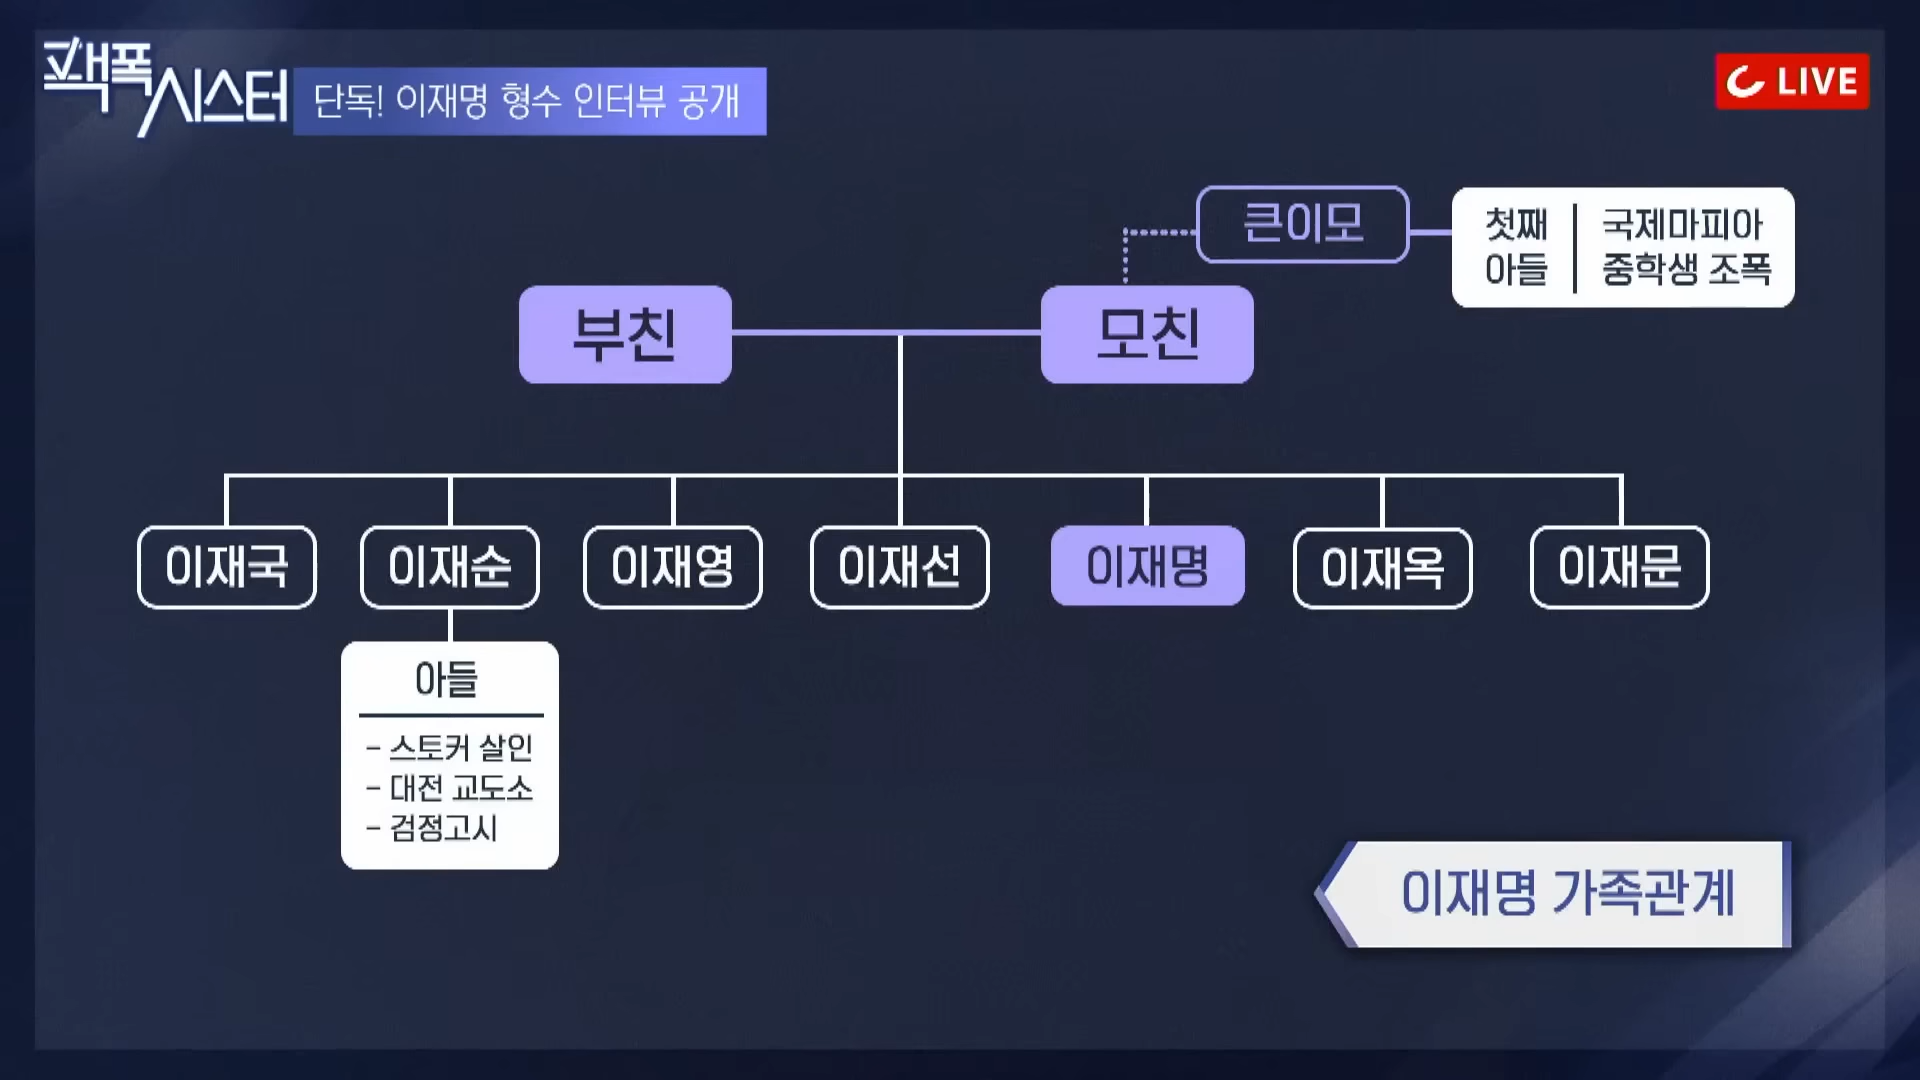 팩폭시스터
단독! 이재명 형수 인터뷰 공개
LIVE
큰이모
첫째
아들
국제마피아
중학생 조폭
부친
모친
이재국
이재순
이재영
이재선
이재명
이재옥
이재문
아들
- 스토커 살인
- 대전 교도소
- 검정고시
이재명 가족관계